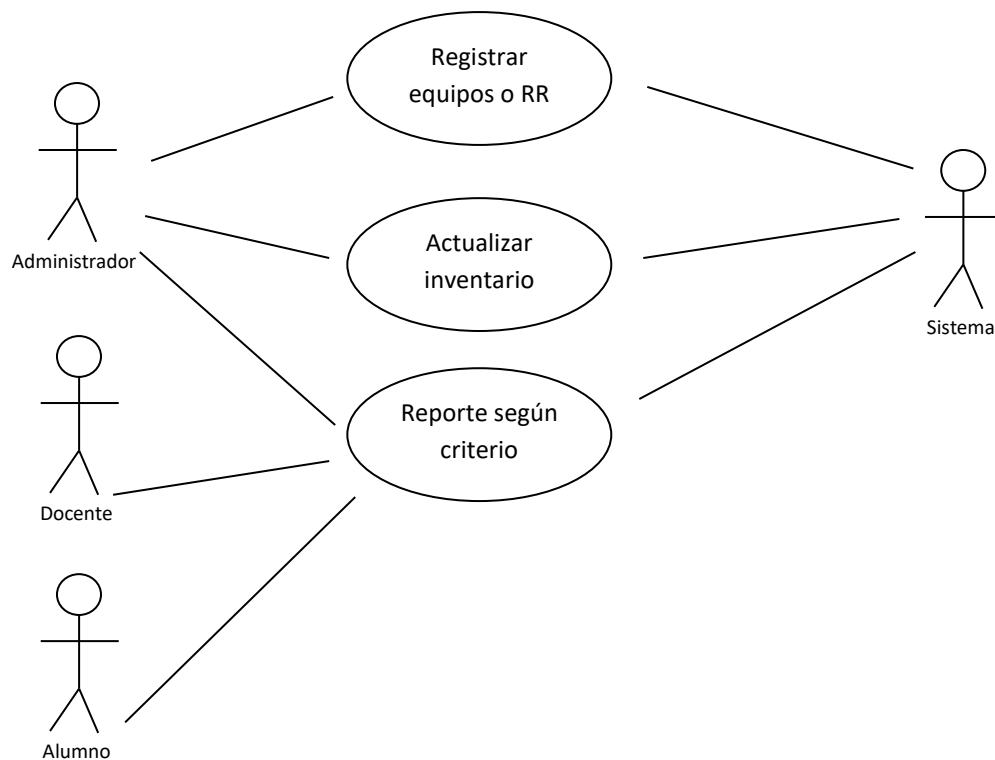 Registrar
equipos o RR
Administrador
Actualizar
inventario
Sistema
Reporte según
criterio
Docente
Alumno